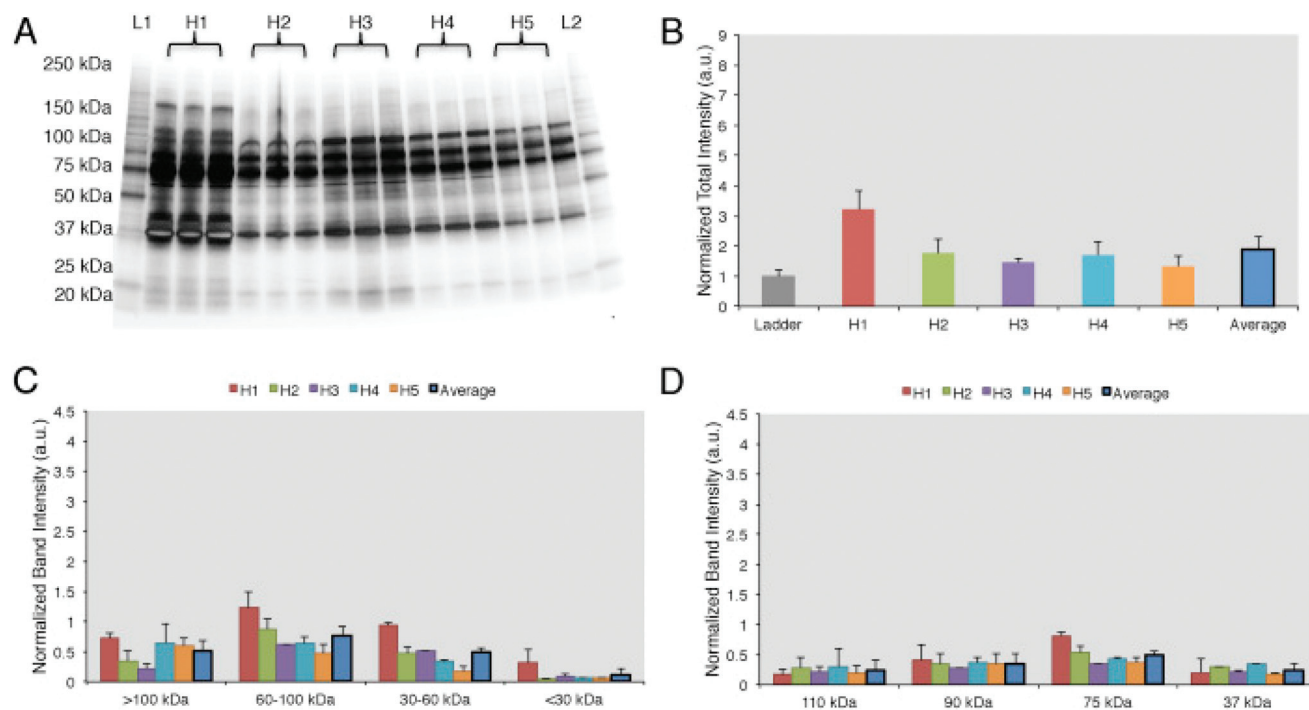 A
L1 H1 H2 H3 H4 H5 L2
250 kDa
150 kDa
100 kDa
75 kDa
50 kDa
37 kDa
25 kDa
20 kDa
B
Normalized Total Intensity (a.u.)
9
8
7
6
5
4
3
2
1
0
Ladder H1 H2 H3 H4 H5 Average
C
H1 H2 H3 H4 H5 Average
Normalized Band Intensity (a.u.)
4.5
4
3.5
3
2.5
2
1.5
1
0.5
0
>100 kDa 60-100 kDa 30-60 kDa <30 kDa
D
H1 H2 H3 H4 H5 Average
Normalized Band Intensity (a.u.)
4.5
4
3.5
3
2.5
2
1.5
1
0.5
0
110 kDa 90 kDa 75 kDa 37 kDa